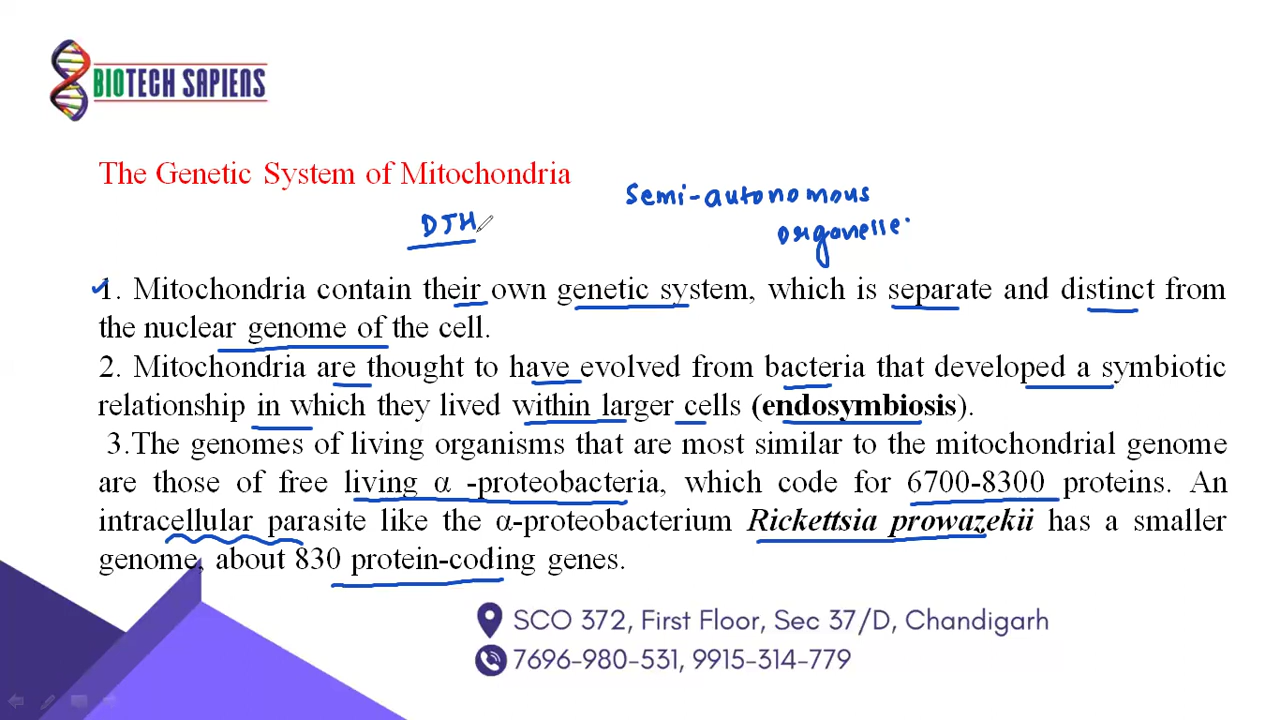 BIOTECH SAPIENS
The Genetic System of Mitochondria
Semi-autonomous
organelle
DJH
1. Mitochondria contain their own genetic system, which is separate and distinct from
the nuclear genome of the cell.
2. Mitochondria are thought to have evolved from bacteria that developed a symbiotic
relationship in which they lived within larger cells (endosymbiosis).
3.The genomes of living organisms that are most similar to the mitochondrial genome
are those of free living α -proteobacteria, which code for 6700-8300 proteins. An
intracellular parasite like the α-proteobacterium Rickettsia prowazekii has a smaller
genome, about 830 protein-coding genes.
SCO 372, First Floor, Sec 37/D, Chandigarh
7696-980-531, 9915-314-779